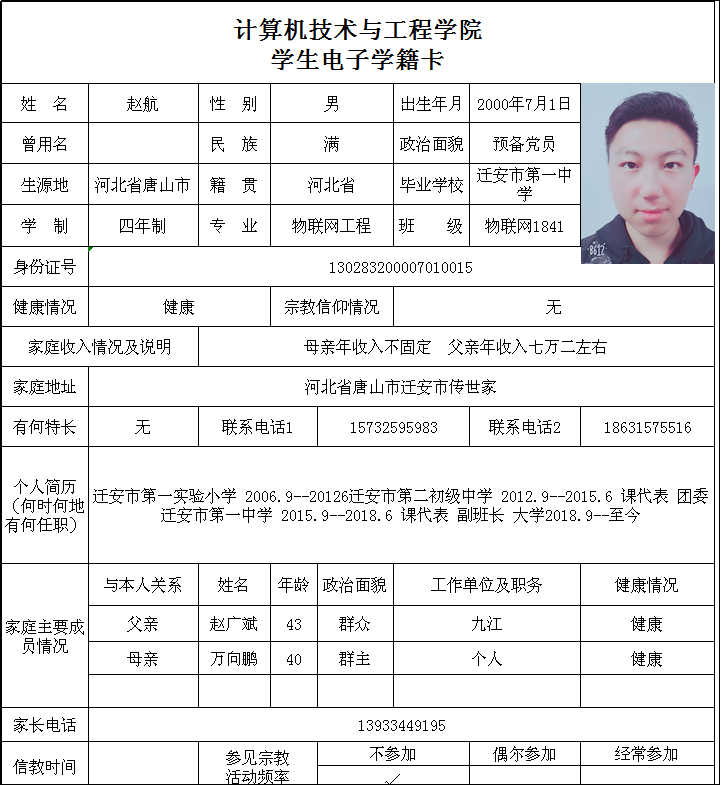 计算机技术与工程学院
学生电子学籍卡
姓 名 赵航 性 别 男 出生年月 2000年7月1日
曾用名 民 族 满 政治面貌 预备党员
生源地 河北省唐山市 籍 贯 河北省 毕业学校 迁安市第一中学
学 制 四年制 专 业 物联网工程 班 级 物联网1841
B612
身份证号 130283200007010015
健康情况 健康 宗教信仰情况 无
家庭收入情况及说明 母亲年收入不固定 父亲年收入七万二左右
家庭地址 河北省唐山市迁安市传世家
有何特长 无 联系电话1 15732595983 联系电话2 18631575516
个人简历
（何时何地
有何任职）
迁安市第一实验小学 2006.9--20126迁安市第二初级中学 2012.9--2015.6 课代表 团委
迁安市第一中学 2015.9--2018.6 课代表 副班长 大学2018.9--至今
家庭主要成
员情况
与本人关系 姓名 年龄 政治面貌 工作单位及职务 健康情况
父亲 赵广斌 43 群众 九江 健康
母亲 万向鹏 40 群主 个人 健康
家长电话 13933449195
信教时间 参见宗教
活动频率
不参加 偶尔参加 经常参加
✓